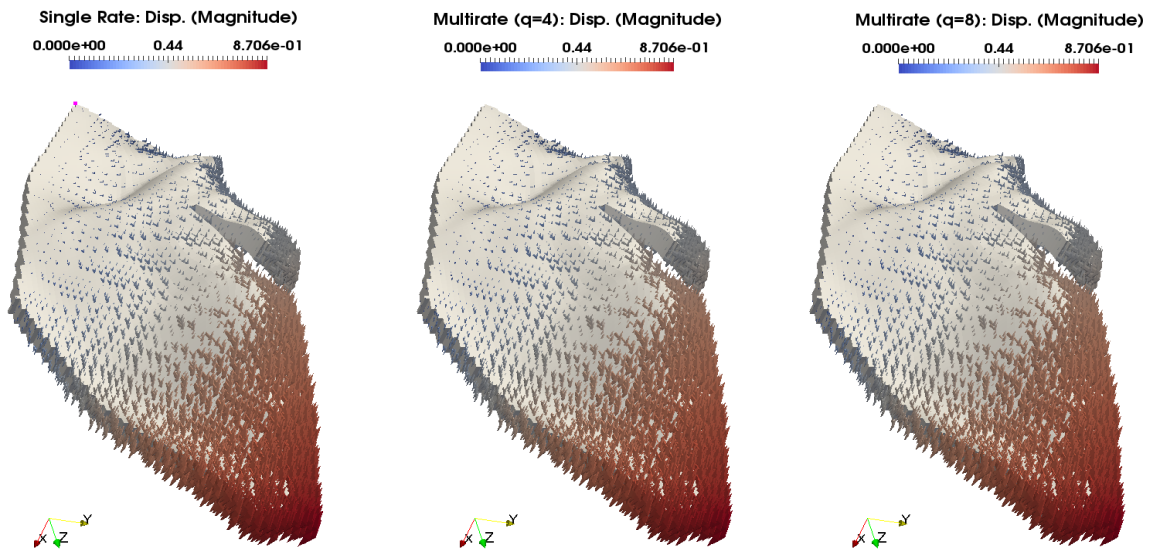 Single Rate: Disp. (Magnitude)
0.000e+00 0.44 8.706e-01
X Z Y
Multirate (q=4): Disp. (Magnitude)
0.000e+00 0.44 8.706e-01
X Z Y
Multirate (q=8): Disp. (Magnitude)
0.000e+00 0.44 8.706e-01
X Z Y